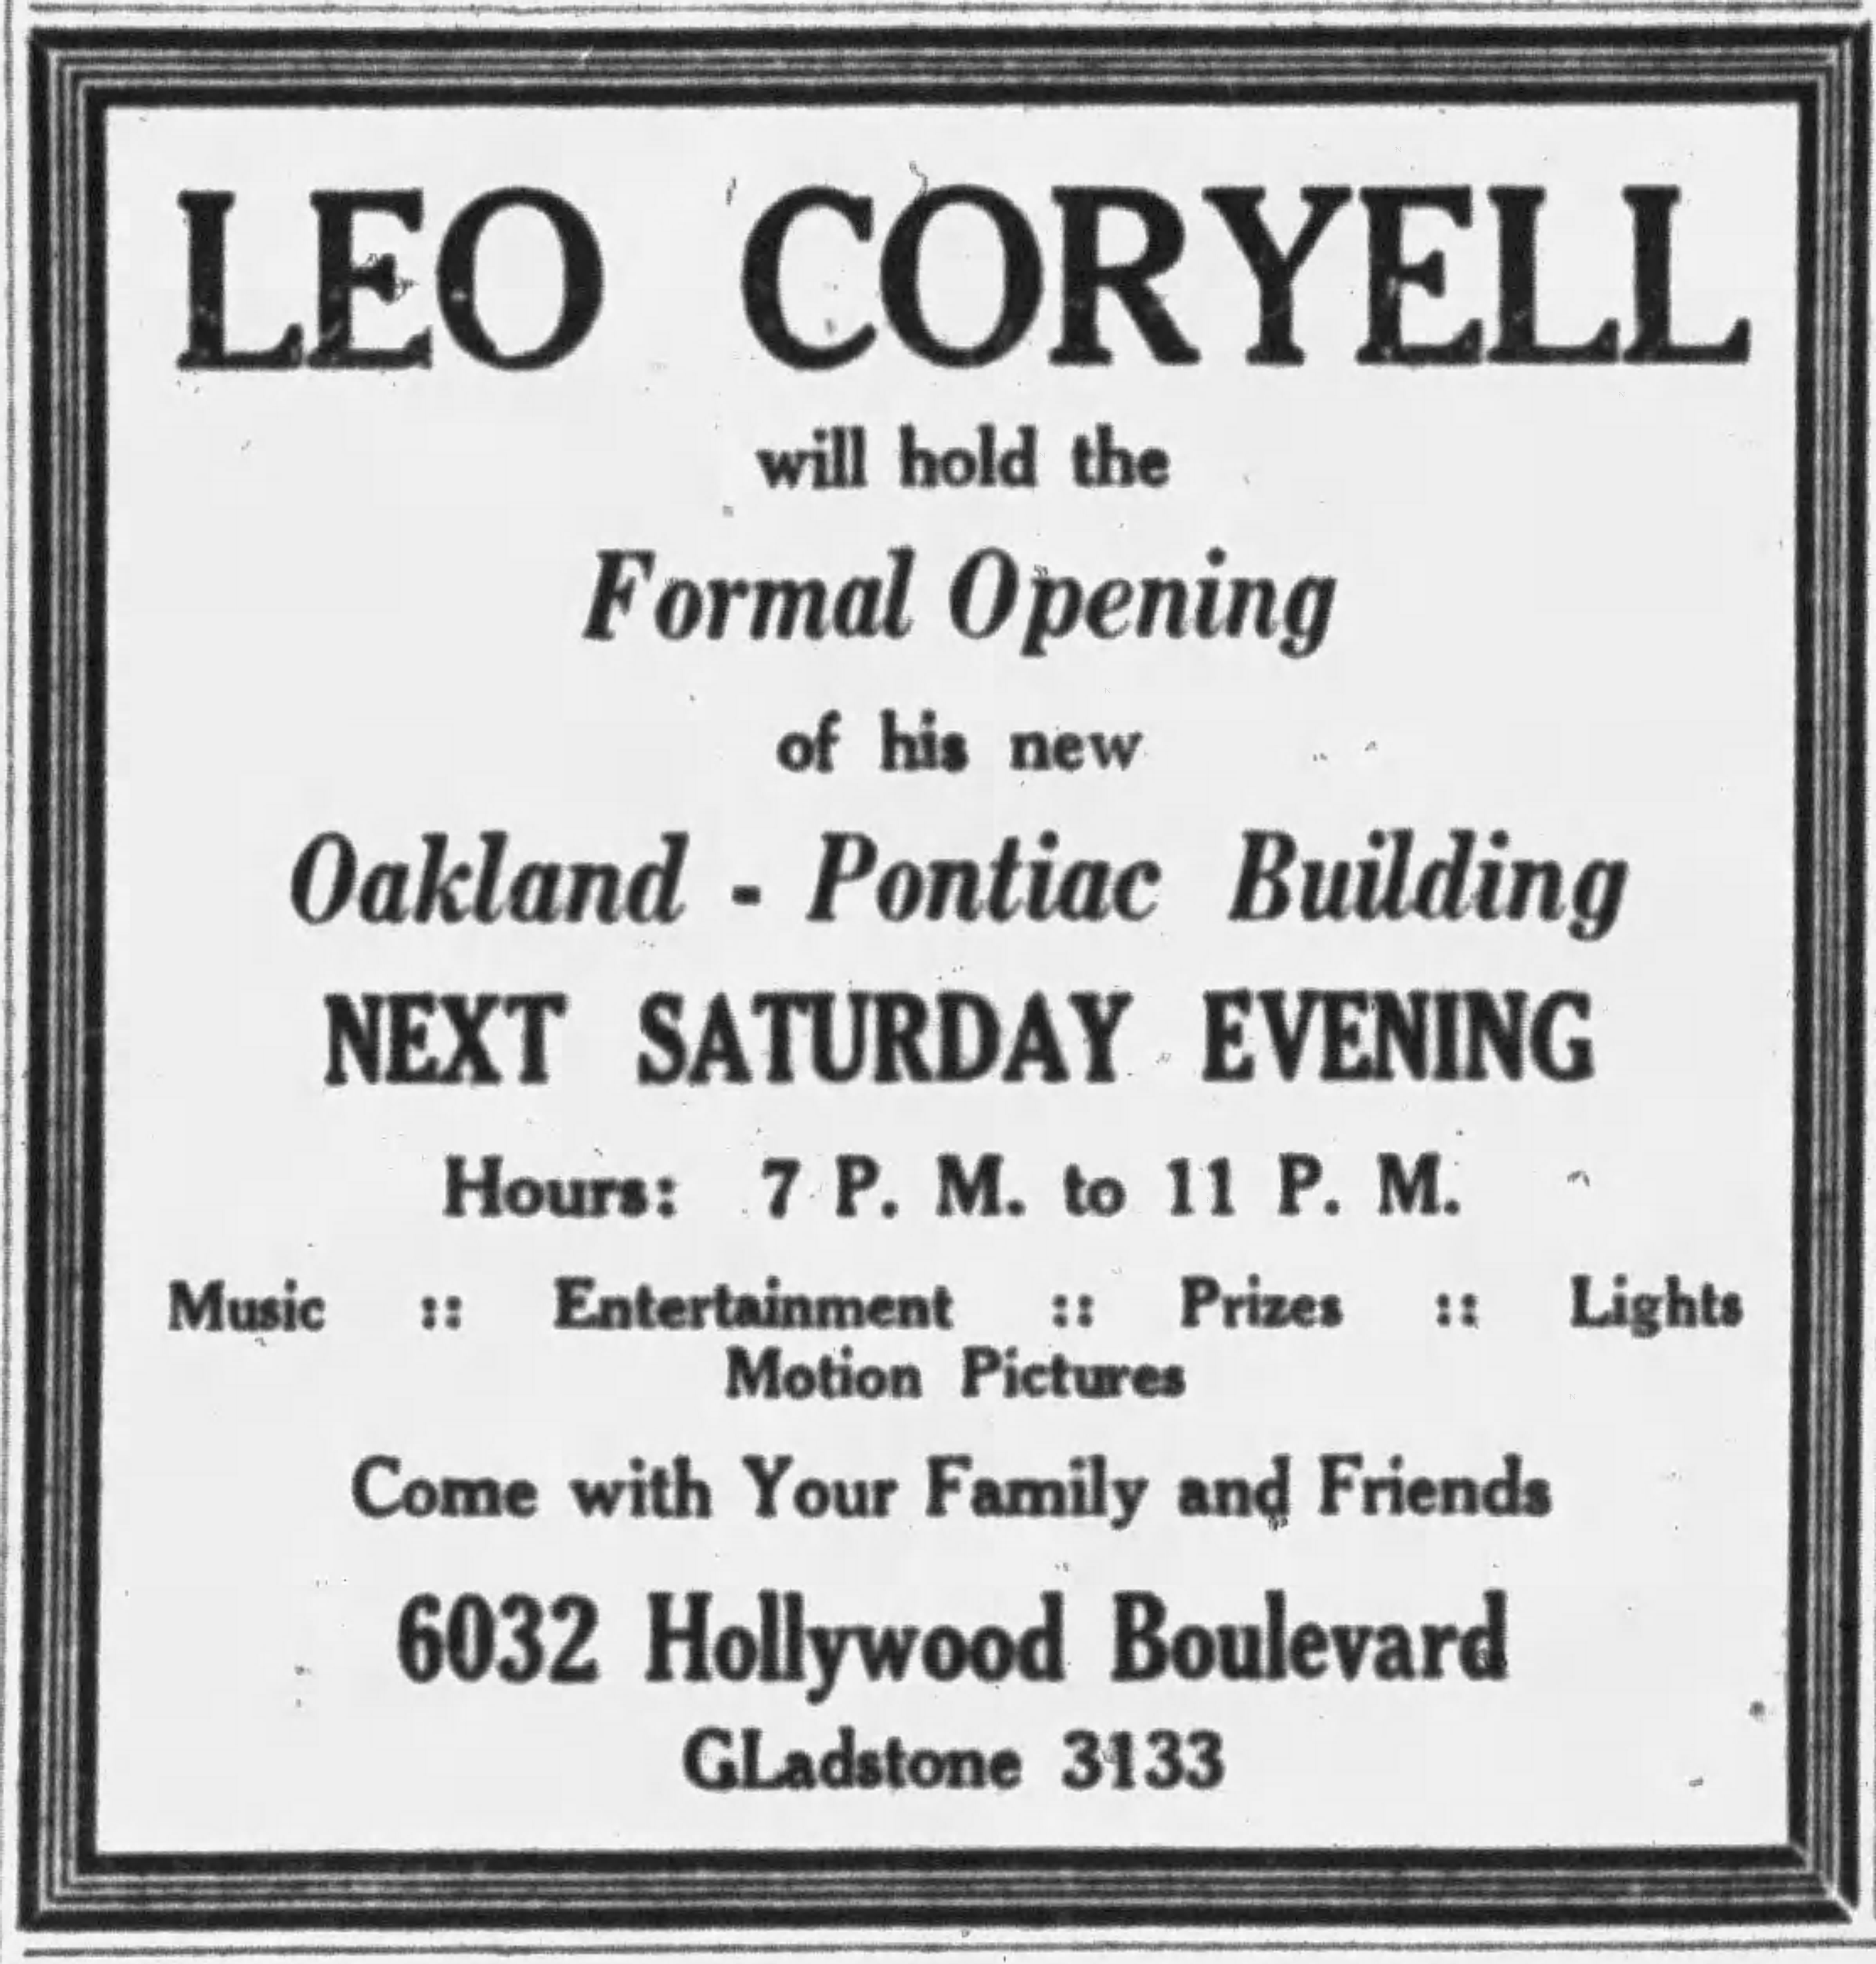 LEO CORYELL
will hold the
Formal Opening
of his new
Oakland - Pontiac Building
NEXT SATURDAY EVENING
Hours: 7 P. M. to 11 P. M.
Music :: Entertainment :: Prizes :: Lights
Motion Pictures
Come with Your Family and Friends
6032 Hollywood Boulevard
GLadstone 3133